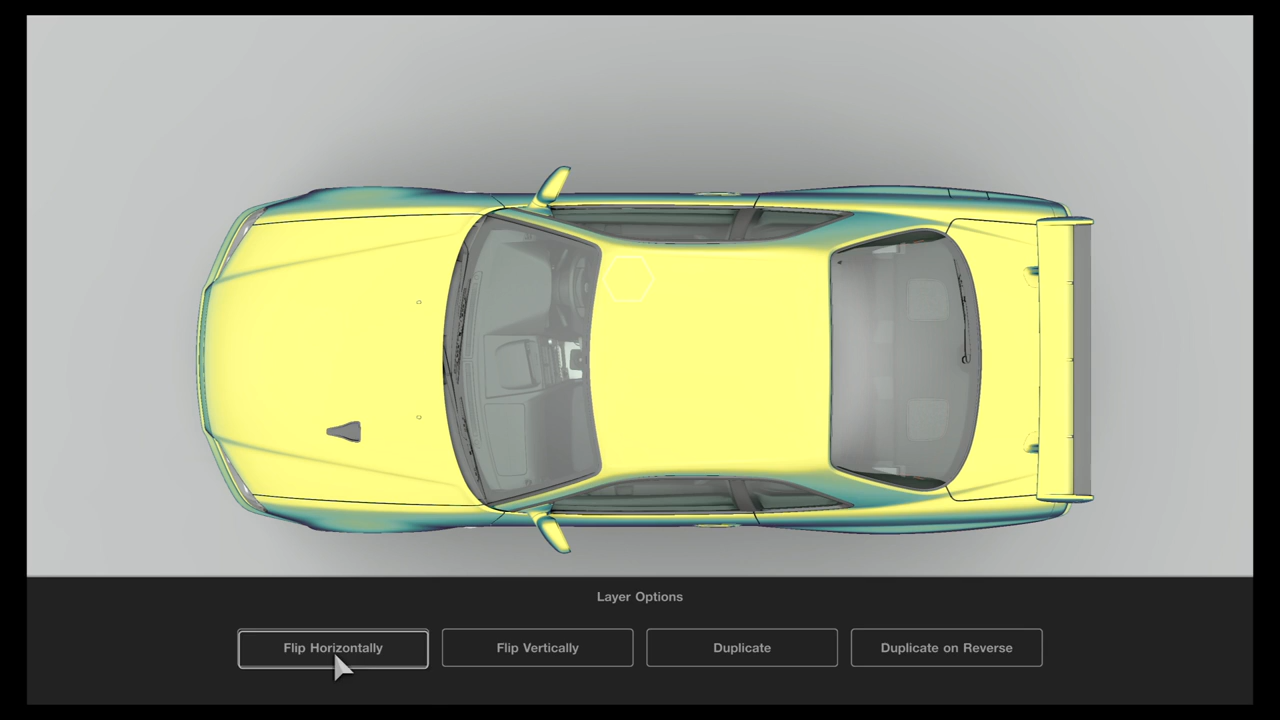 Layer Options
Flip Horizontally
Flip Vertically
Duplicate
Duplicate on Reverse